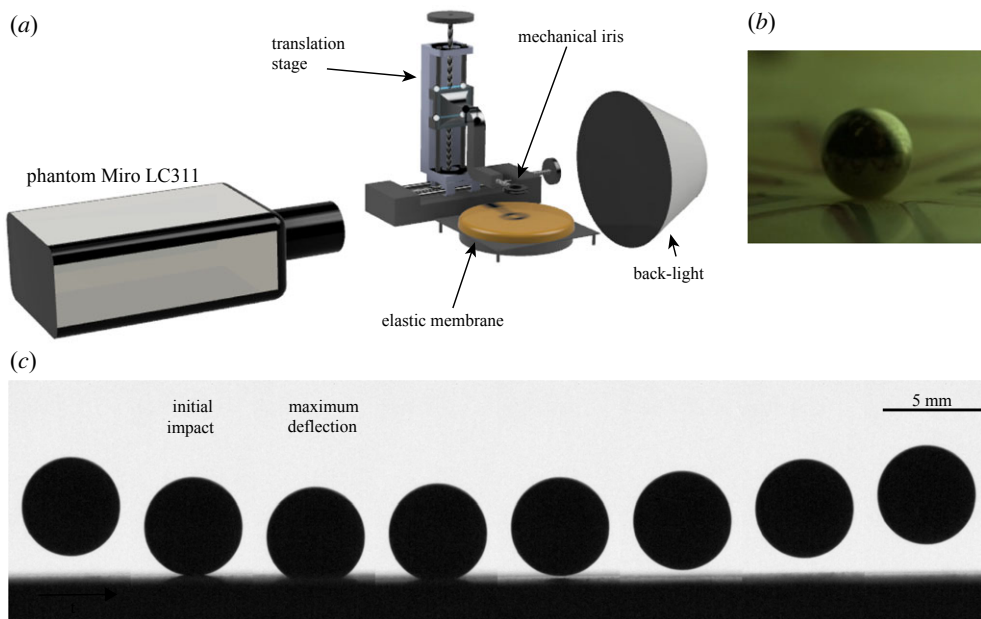 (a)
translation
stage
mechanical iris
phantom Miro LC311
back-light
elastic membrane
(b)
(c)
initial
impact
maximum
deflection
5 mm